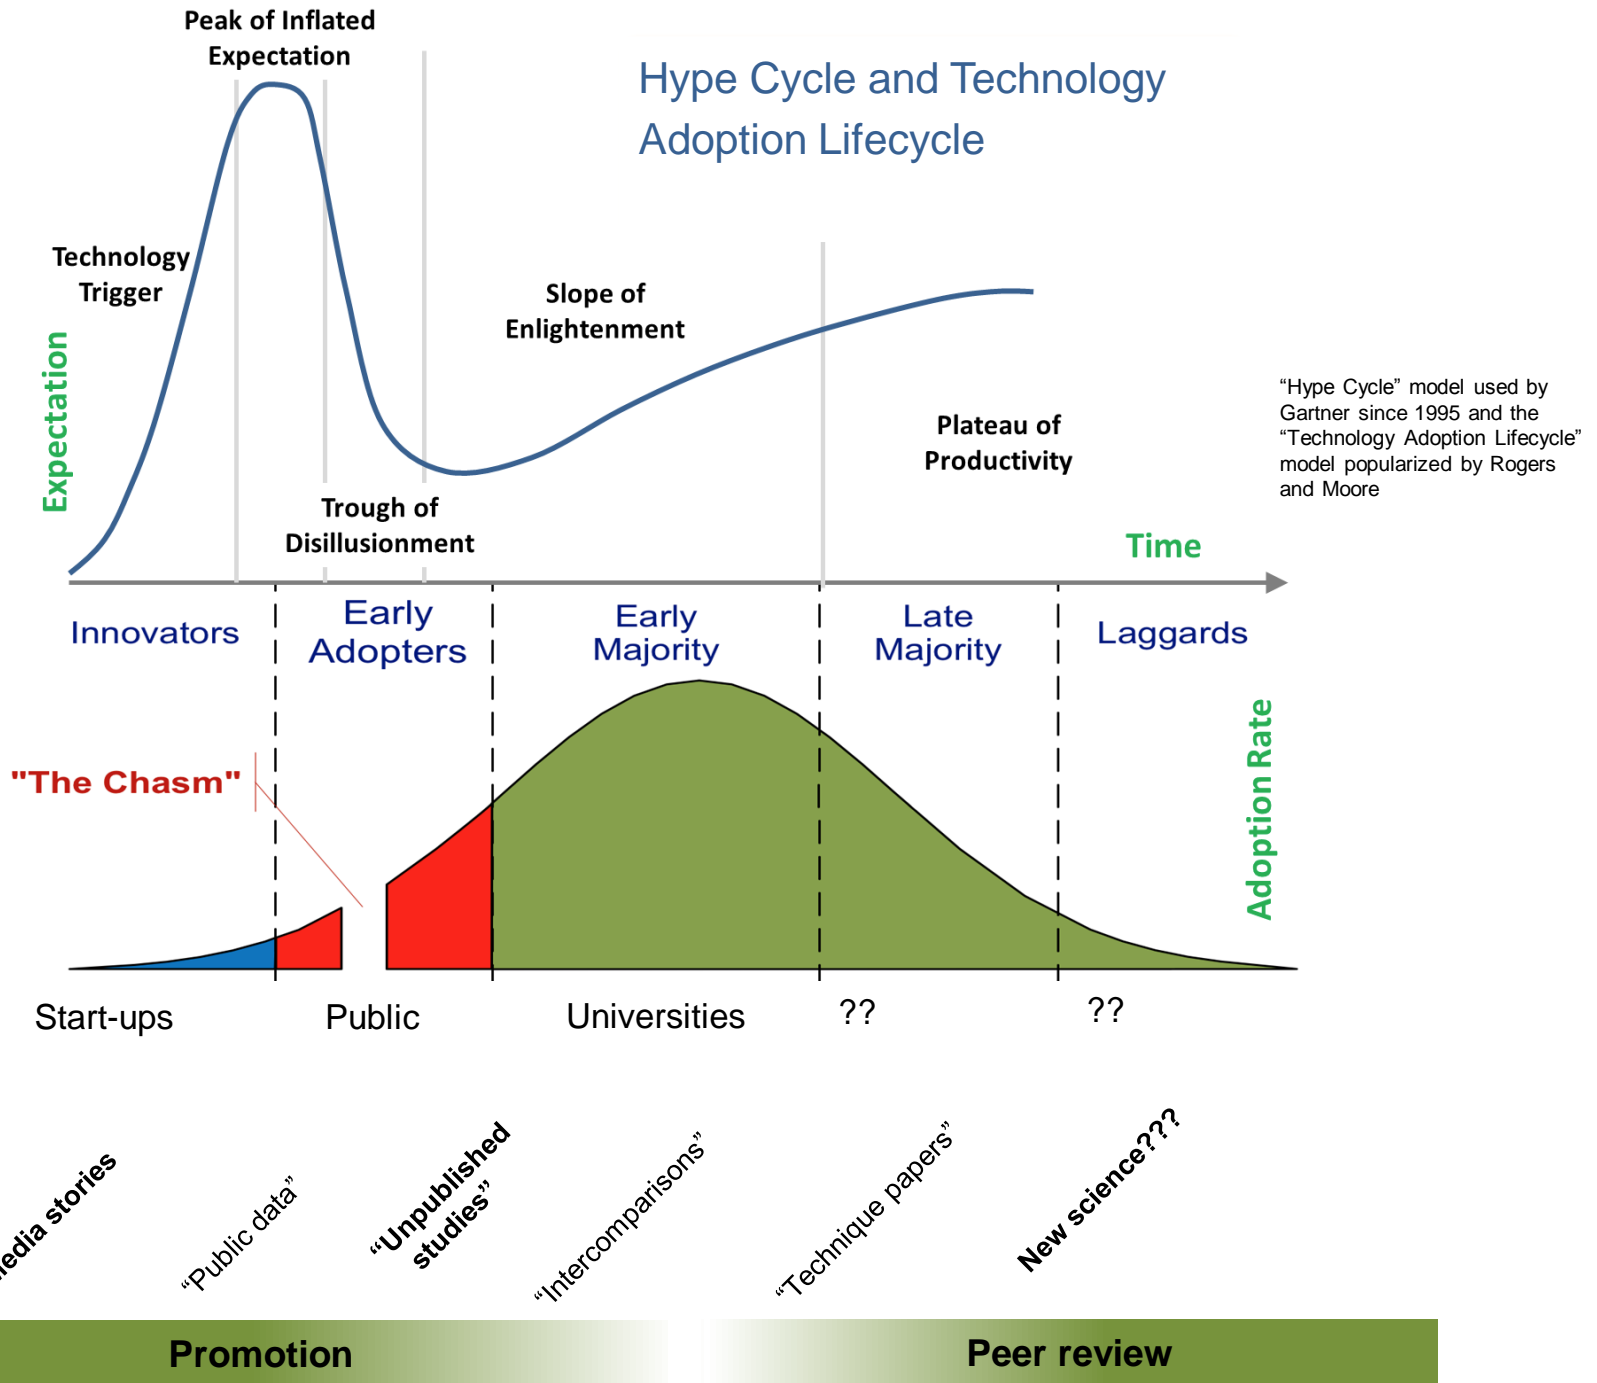 Peak of Inflated
Expectation
Hype Cycle and Technology
Adoption Lifecycle
Technology
Trigger
Slope of
Enlightenment
Expectation
“Hype Cycle” model used by
Gartner since 1995 and the
“Technology Adoption Lifecycle”
model popularized by Rogers
and Moore
Plateau of
Productivity
Trough of
Disillusionment
Time
Innovators
Early
Adopters
Early
Majority
Late
Majority
Laggards
"The Chasm"
Adoption Rate
Start-ups
Public
Universities
??
??
stories
“Public data”
“Unpublished
studies”
“Intercomparisons”
“Technique papers”
New science???
Promotion
Peer review